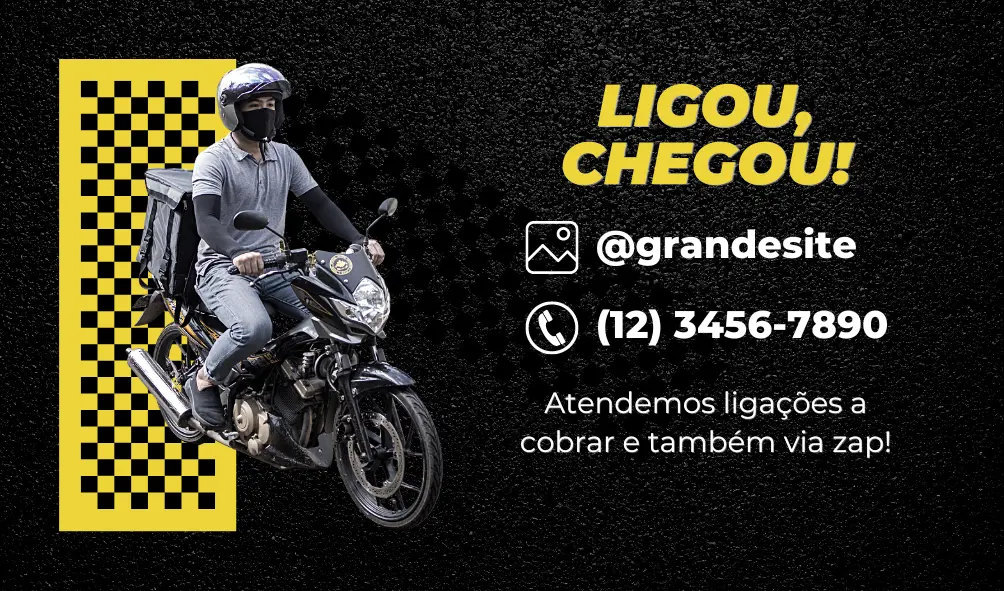 LIGOU,
CHEGOU!
@grandesite
(12) 3456-7890
Atendemos ligações a
cobrar e também via zap!